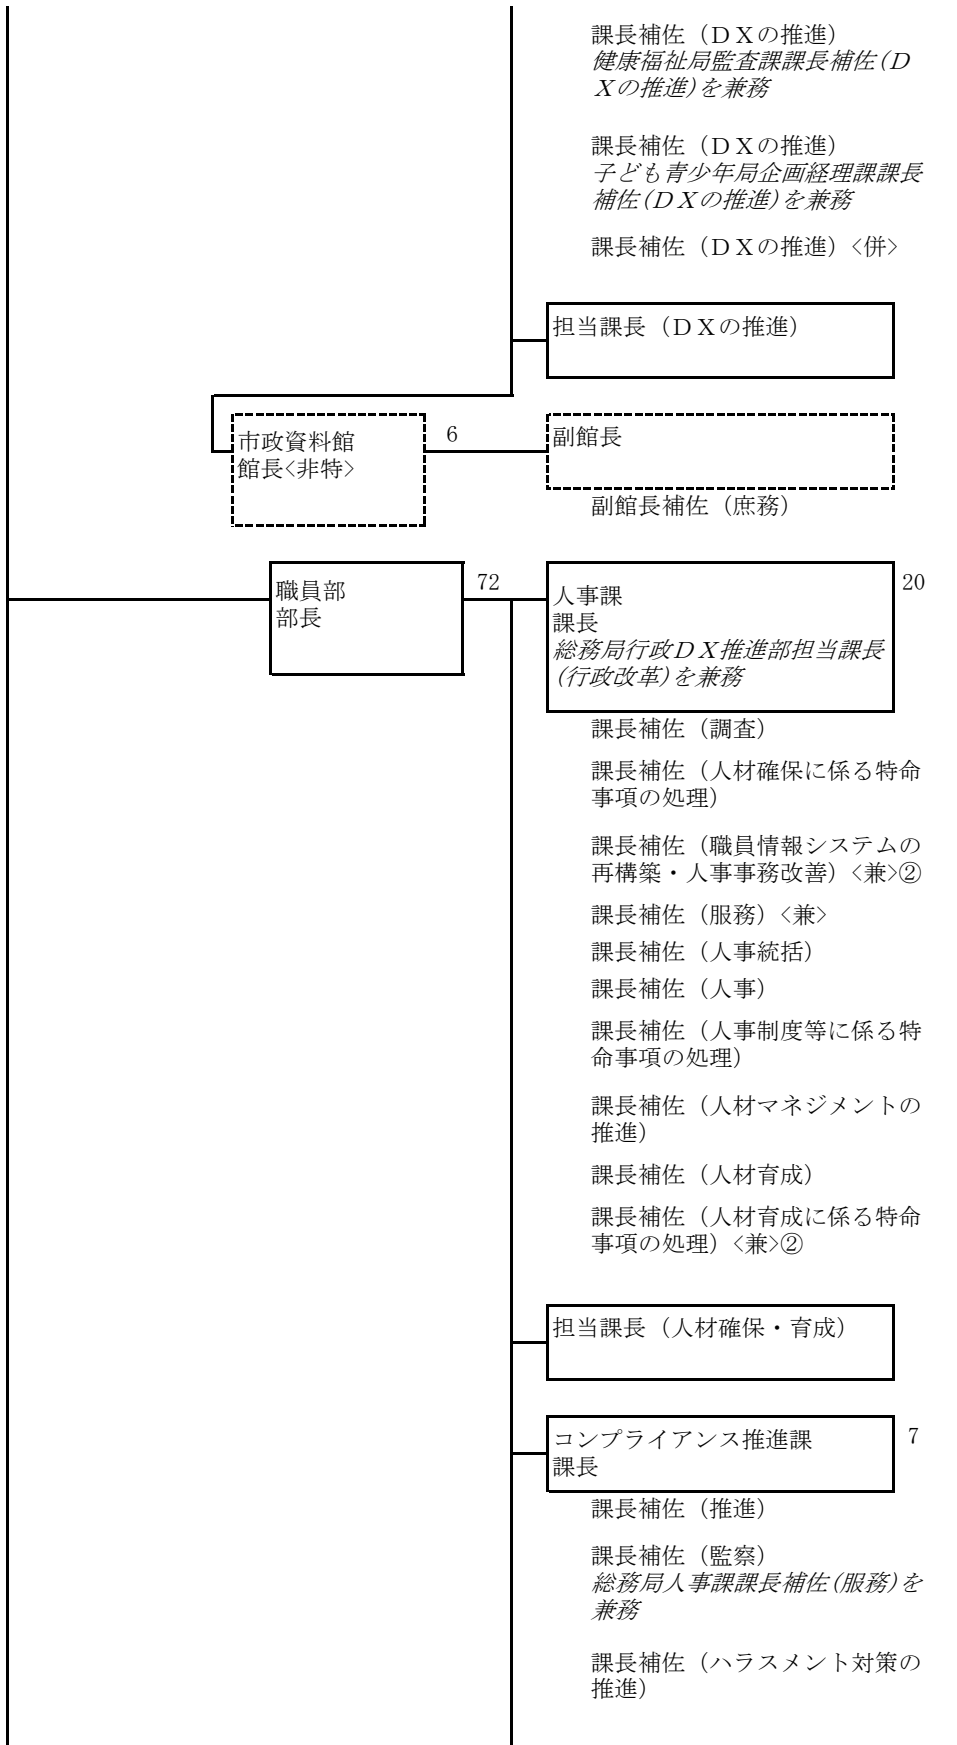 課長補佐（ＤＸの推進）
健康福祉局監査課課長補佐(Ｄ
Ｘの推進)を兼務
課長補佐（ＤＸの推進）
子ども青少年局企画経理課課長
補佐(ＤＸの推進)を兼務
課長補佐（ＤＸの推進）<併>
担当課長（ＤＸの推進）
市政資料館
館長<非特>
6
副館長
副館長補佐（庶務）
職員部
部長
72
人事課
課長
総務局行政ＤＸ推進部担当課長
(行政改革)を兼務
20
課長補佐（調査）
課長補佐（人材確保に係る特命
事項の処理）
課長補佐（職員情報システムの
再構築・人事事務改善）<兼>②
課長補佐（服務）<兼>
課長補佐（人事統括）
課長補佐（人事）
課長補佐（人事制度等に係る特
命事項の処理）
課長補佐（人材マネジメントの
推進）
課長補佐（人材育成）
課長補佐（人材育成に係る特命
事項の処理）<兼>②
担当課長（人材確保・育成）
コンプライアンス推進課
課長
7
課長補佐（推進）
課長補佐（監察）
総務局人事課課長補佐(服務)を
兼務
課長補佐（ハラスメント対策の
推進）